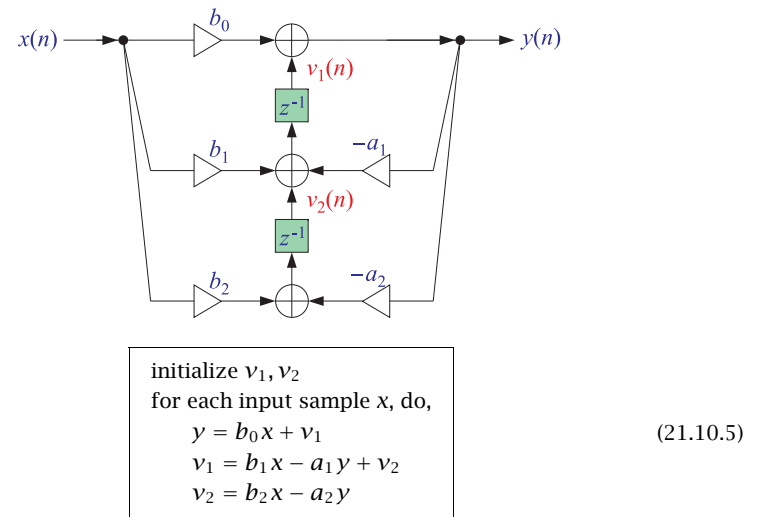 b₀
x(n) y(n)
v₁(n)
z⁻¹
b₁ −a₁
v₂(n)
z⁻¹
b₂ −a₂
initialize v₁, v₂
for each input sample x, do,
y = b₀x + v₁
v₁ = b₁x − a₁y + v₂
v₂ = b₂x − a₂y
(21.10.5)